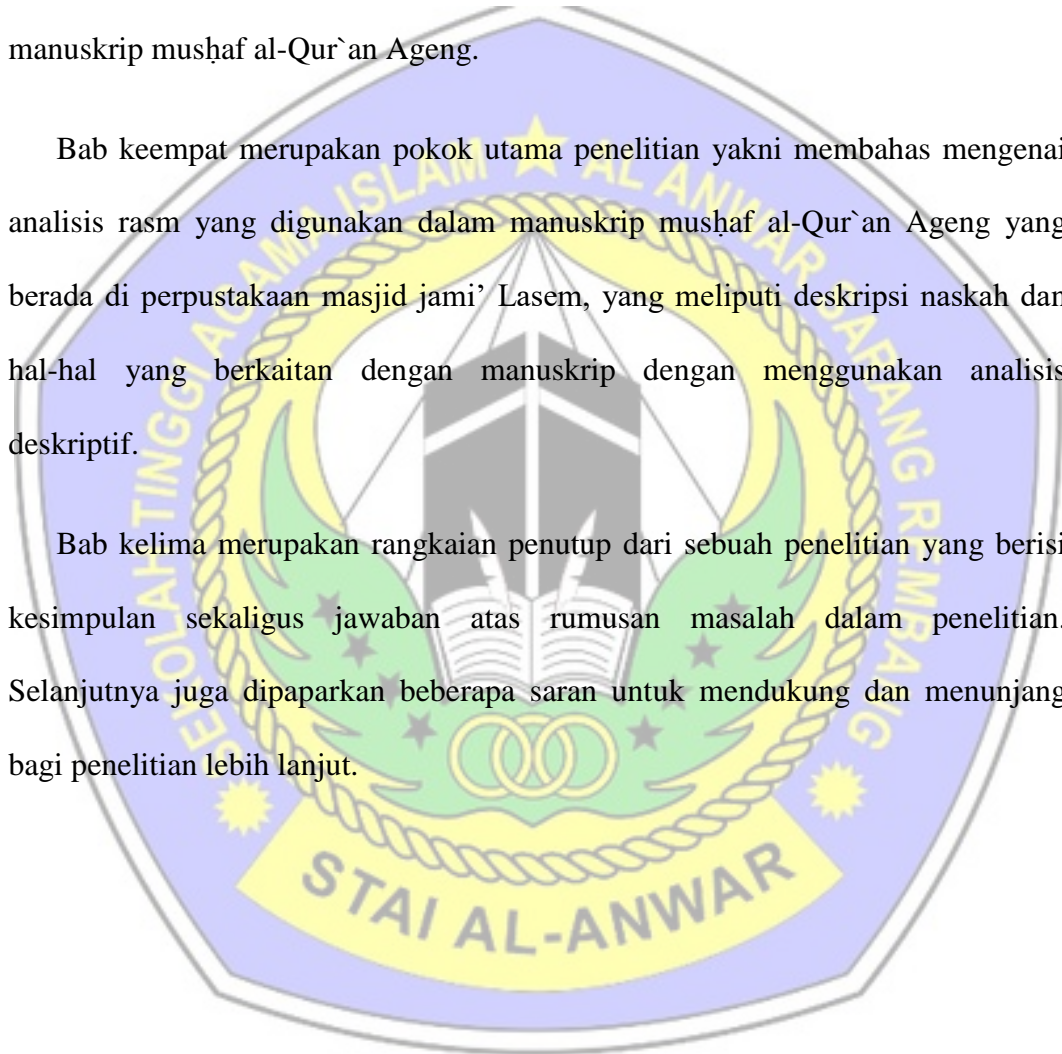 manuskrip musḥaf al-Qur`an Ageng.
Bab keempat merupakan pokok utama penelitian yakni membahas mengenai
analisis rasm yang digunakan dalam manuskrip musḥaf al-Qur`an Ageng yang
berada di perpustakaan masjid jami’ Lasem, yang meliputi deskripsi naskah dan
hal-hal yang berkaitan dengan manuskrip dengan menggunakan analisis
deskriptif.
Bab kelima merupakan rangkaian penutup dari sebuah penelitian yang berisi
kesimpulan sekaligus jawaban atas rumusan masalah dalam penelitian.
Selanjutnya juga dipaparkan beberapa saran untuk mendukung dan menunjang
bagi penelitian lebih lanjut.
SEKOLAH TINGGI AGAMA ISLAM AL ANWAR SARANG REMBANG
STAI AL-ANWAR